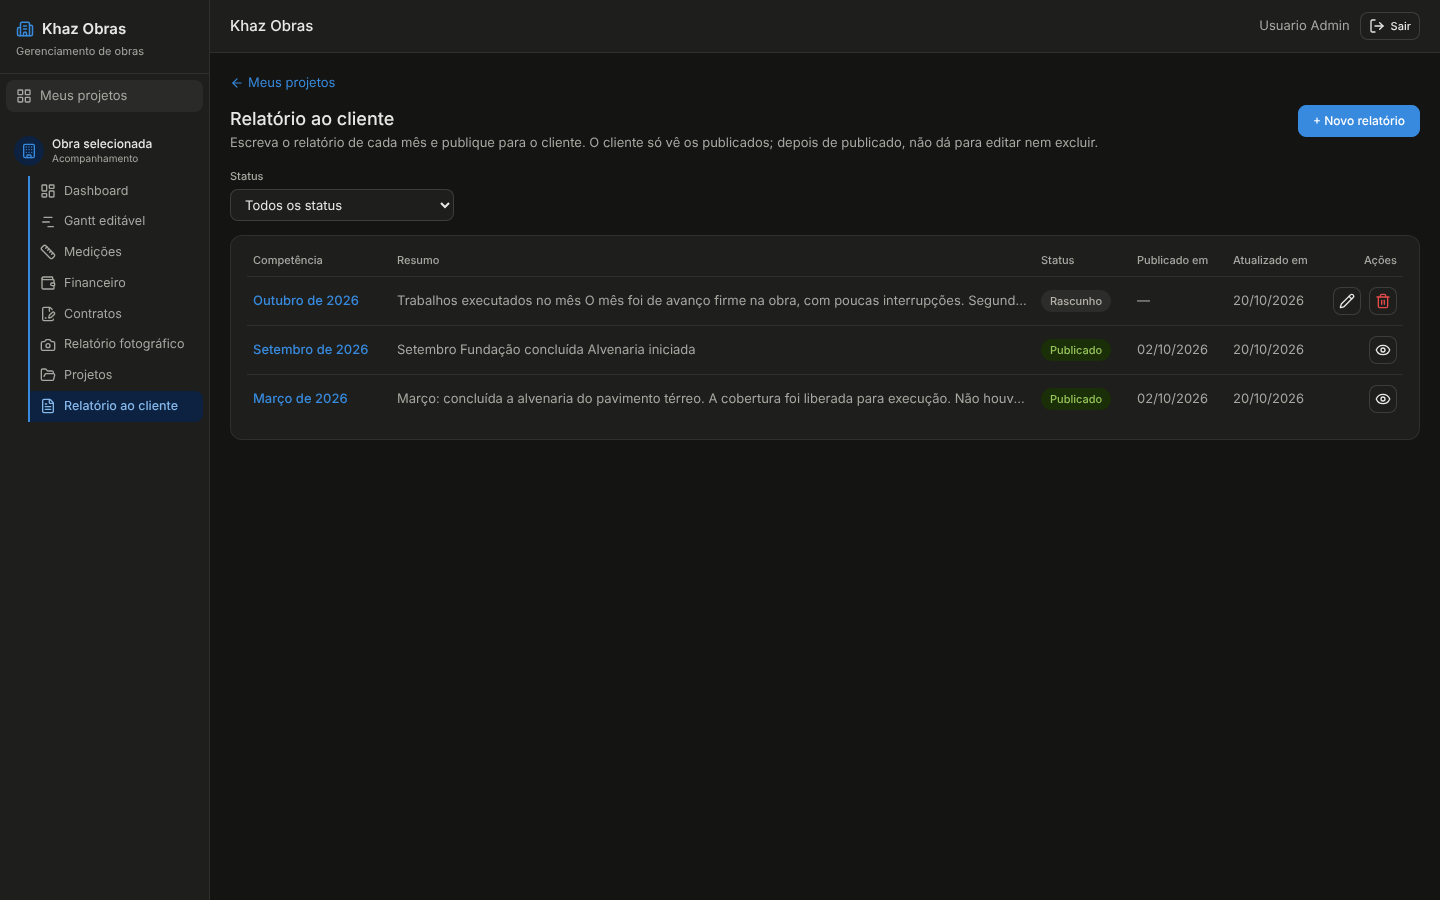 Khaz Obras
Gerenciamento de obras
Meus projetos
Obra selecionada
Acompanhamento
Dashboard
Gantt editável
Medições
Financeiro
Contratos
Relatório fotográfico
Projetos
Relatório ao cliente
Khaz Obras
Usuario Admin
Sair
← Meus projetos
Relatório ao cliente
+ Novo relatório
Escreva o relatório de cada mês e publique para o cliente. O cliente só vê os publicados; depois de publicado, não dá para editar nem excluir.
Status
Todos os status
Competência Resumo Status Publicado em Atualizado em Ações
Outubro de 2026 Trabalhos executados no mês O mês foi de avanço firme na obra, com poucas interrupções. Segund... Rascunho — 20/10/2026
Setembro de 2026 Setembro Fundação concluída Alvenaria iniciada Publicado 02/10/2026 20/10/2026
Março de 2026 Março: concluída a alvenaria do pavimento térreo. A cobertura foi liberada para execução. Não houv... Publicado 02/10/2026 20/10/2026